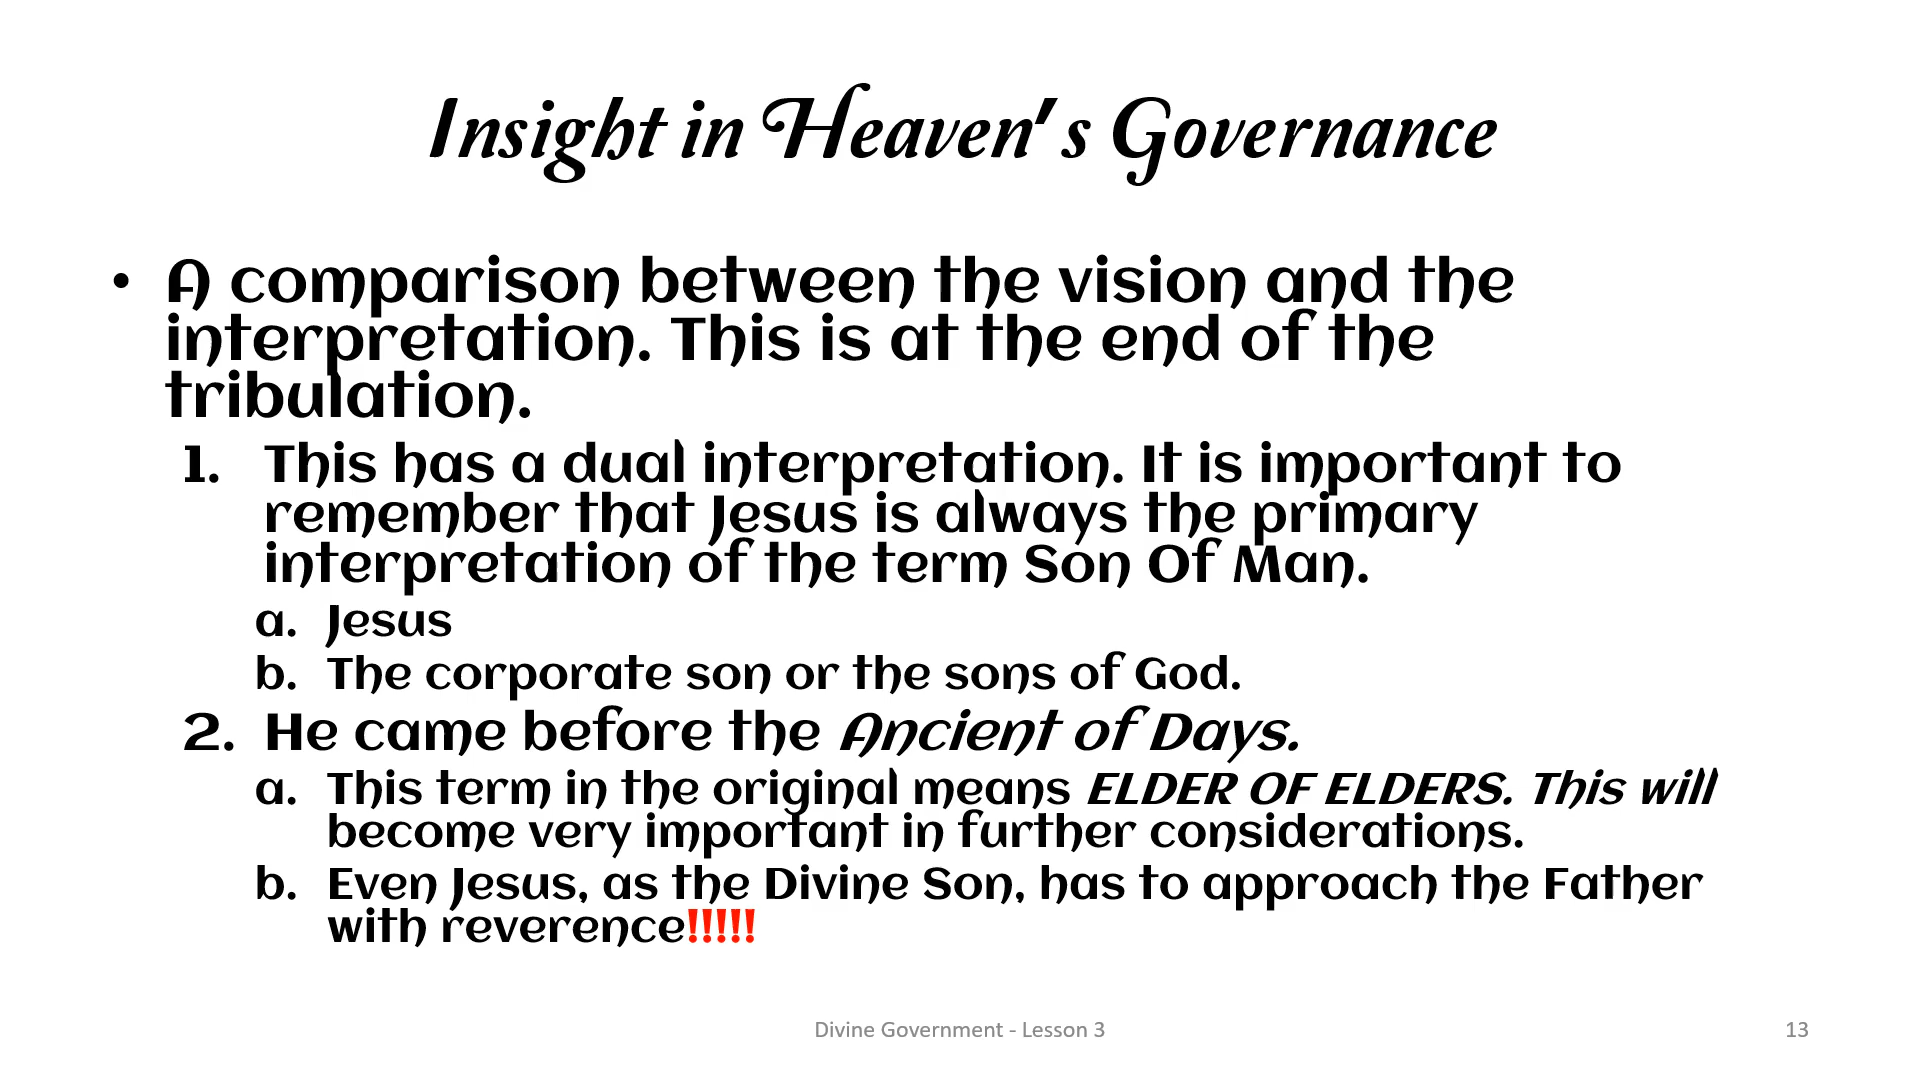 Insight in Heaven's Governance
• A comparison between the vision and the
interpretation. This is at the end of the
tribulation.
1. This has a dual interpretation. It is important to
remember that Jesus is always the primary
interpretation of the term Son Of Man.
a. Jesus
b. The corporate son or the sons of God.
2. He came before the Ancient of Days.
a. This term in the original means ELDER OF ELDERS. This will
become very important in further considerations.
b. Even Jesus, as the Divine Son, has to approach the Father
with reverence!!!!!
Divine Government - Lesson 3
13